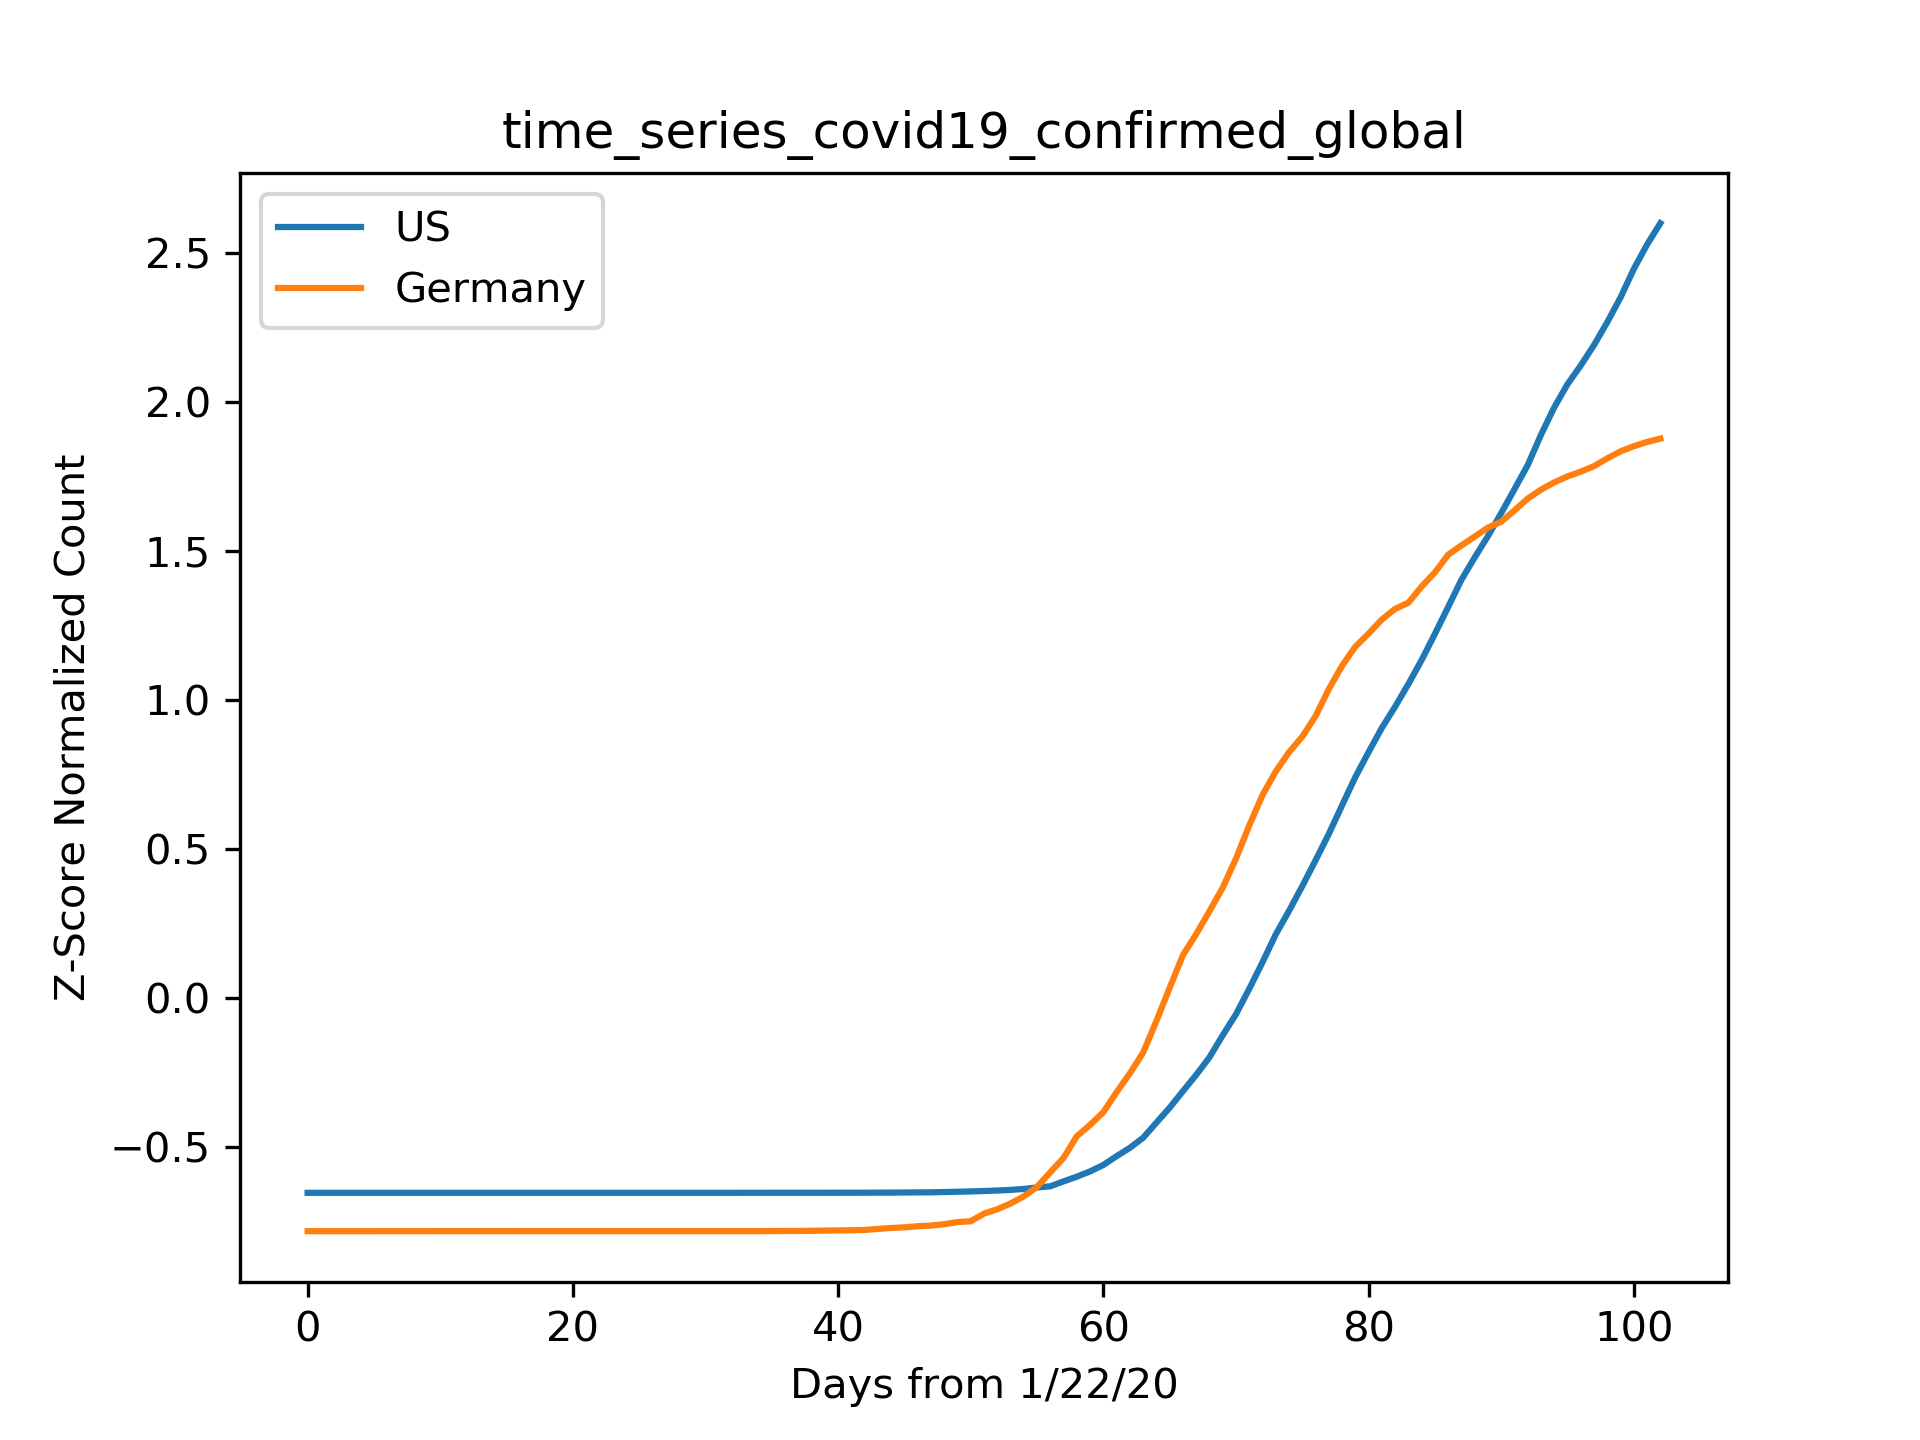 time_series_covid19_confirmed_global
US
Germany
2.5
2.0
1.5
1.0
0.5
0.0
−0.5
Z-Score Normalized Count
0 20 40 60 80 100
Days from 1/22/20